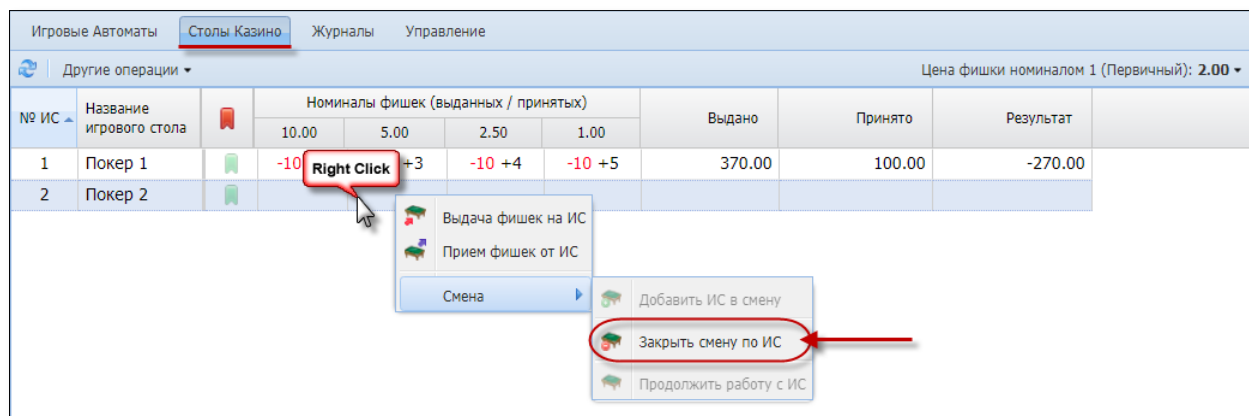 Игровые Автоматы Столы Казино Журналы Управление
Другие операции Цена фишки номиналом 1 (Первичный): 2.00
№ ИС Название игрового стола Номиналы фишек (выданных / принятых) Выдано Принято Результат
10.00 5.00 2.50 1.00
1 Покер 1 -10 +3 -10 +4 -10 +5 370.00 100.00 -270.00
Right Click
2 Покер 2
Выдача фишек на ИС
Прием фишек от ИС
Смена
Добавить ИС в смену
Закрыть смену по ИС
Продолжить работу с ИС